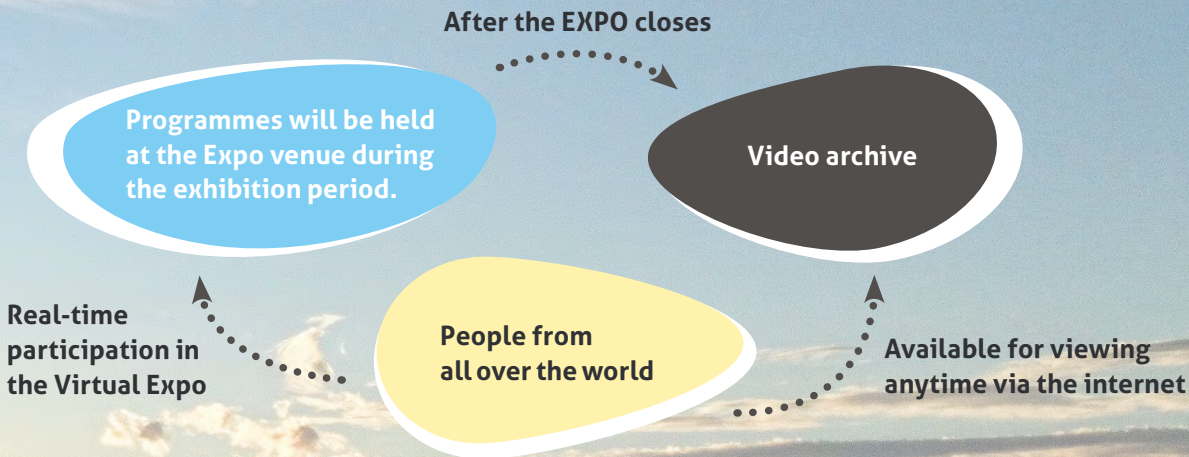 After the EXPO closes
Programmes will be held
at the Expo venue during
the exhibition period.
Video archive
Real-time
participation in
the Virtual Expo
People from
all over the world
Available for viewing
anytime via the internet